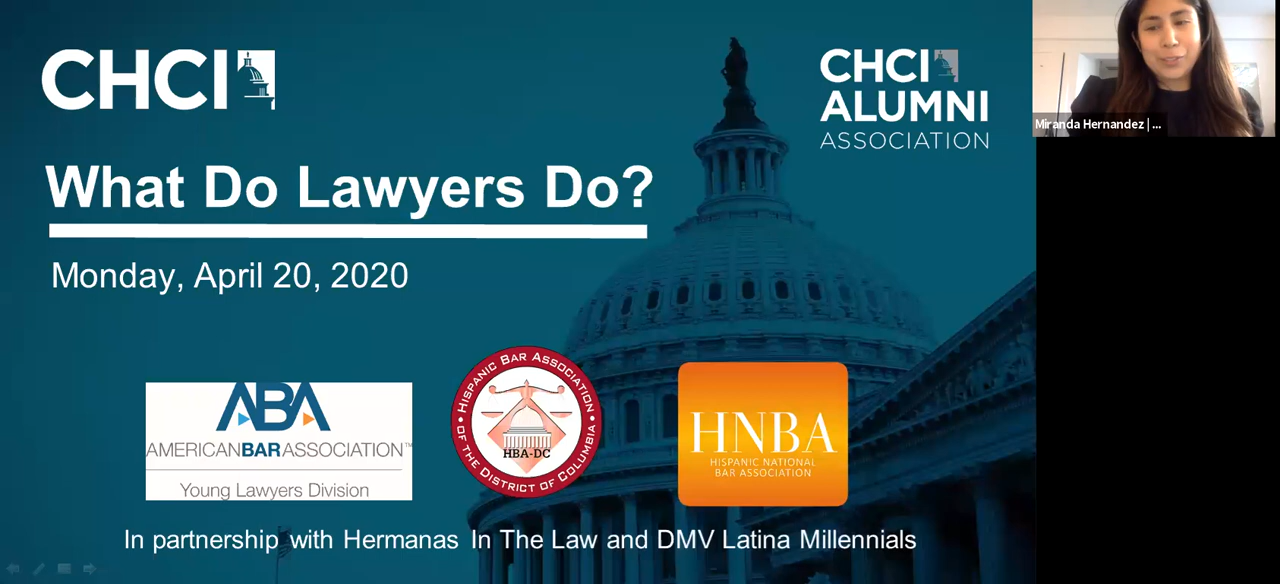 CHCI
CHCI
ALUMNI
ASSOCIATION
Miranda Hernandez | ...
What Do Lawyers Do?
Monday, April 20, 2020
ABA
AMERICANBARASSOCIATION™
Young Lawyers Division
HISPANIC BAR ASSOCIATION
• OF THE DISTRICT OF COLUMBIA •
HBA-DC
HNBA
HISPANIC NATIONAL
BAR ASSOCIATION
In partnership with Hermanas In The Law and DMV Latina Millennials